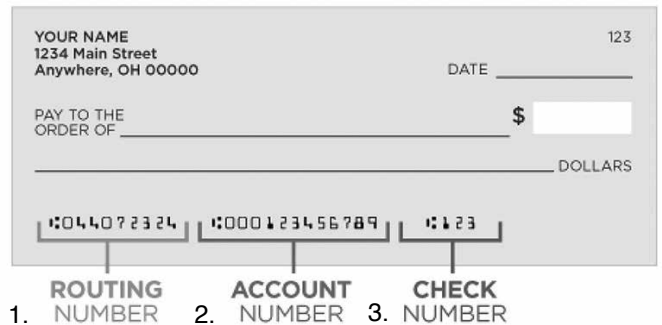 YOUR NAME 123
1234 Main Street
Anywhere, OH 00000
DATE
PAY TO THE
ORDER OF $
DOLLARS
⑆044072324 ⑆000123456789 ⑆123
1. ROUTING NUMBER
2. ACCOUNT NUMBER
3. CHECK NUMBER